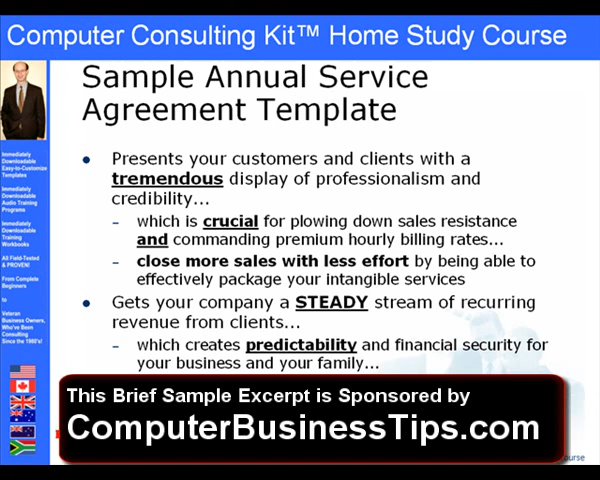 Computer Consulting Kit™ Home Study Course
Sample Annual Service
Agreement Template
Immediately
Downloadable
Easy-to-Customize
Templates
Immediately
Downloadable
Audio Training
Programs
Immediately
Downloadable
Training
Workbooks
All Field-Tested
& PROVEN!
From Complete
Beginners
to
Veteran
Business Owners,
Who've Been
Consulting
Since the 1980's!
• Presents your customers and clients with a
tremendous display of professionalism and
credibility…
– which is crucial for plowing down sales resistance
and commanding premium hourly billing rates…
– close more sales with less effort by being able to
effectively package your intangible services
• Gets your company a STEADY stream of recurring
revenue from clients…
– which creates predictability and financial security for
your business and your family…
This Brief Sample Excerpt is Sponsored by
ComputerBusinessTips.com
ourse